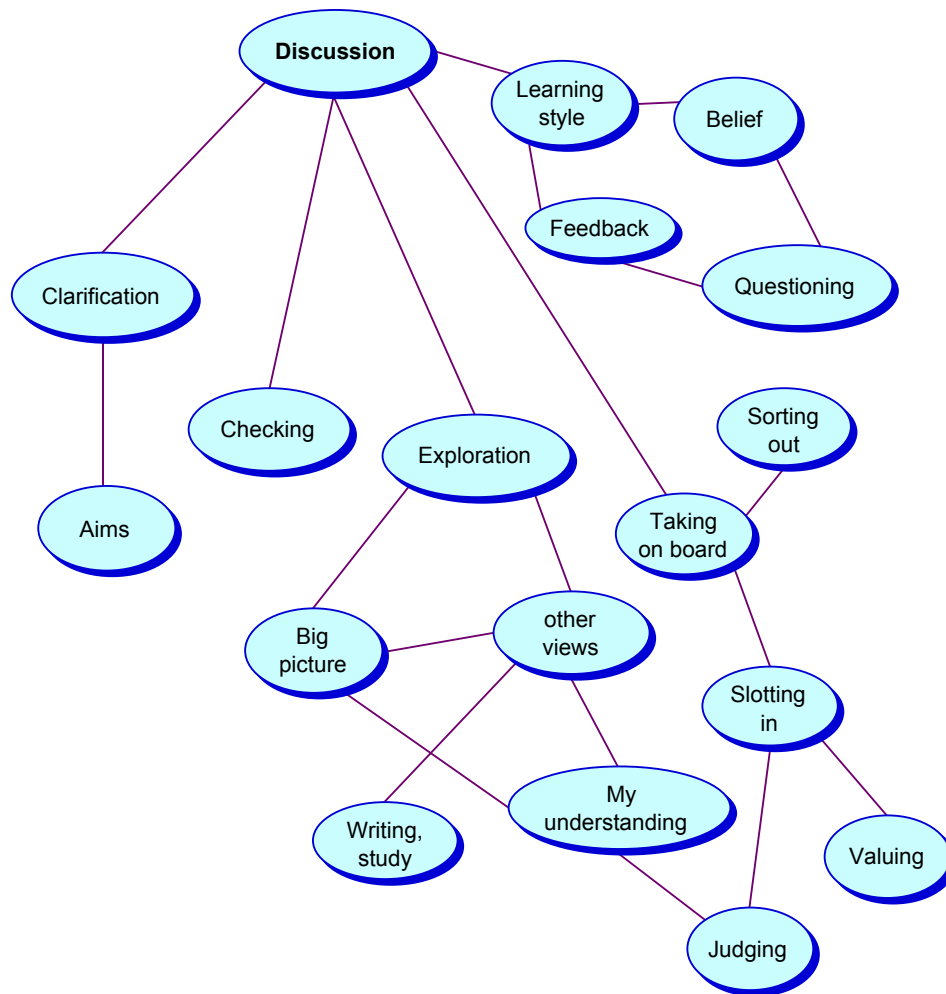 Discussion
Learning
style
Belief
Feedback
Questioning
Clarification
Checking
Sorting
out
Exploration
Aims
Taking
on board
Big
picture
other
views
Slotting
in
My
understanding
Writing,
study
Valuing
Judging